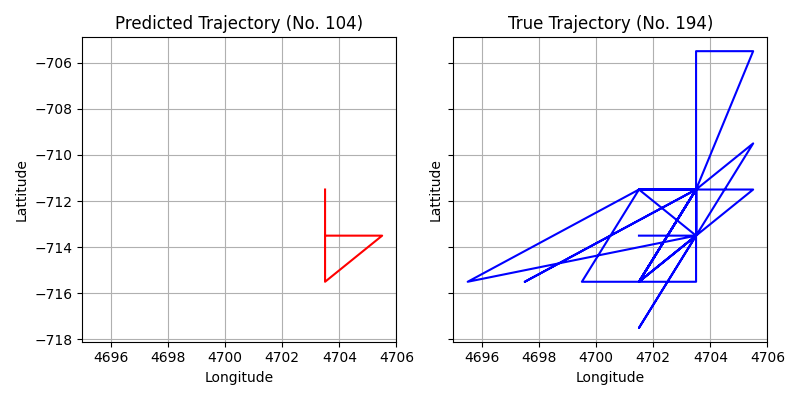 Predicted Trajectory (No. 104)
True Trajectory (No. 194)
−706
−708
−710
−712
−714
−716
−718
Lattitude
Lattitude
4696 4698 4700 4702 4704 4706
4696 4698 4700 4702 4704 4706
Longitude
Longitude